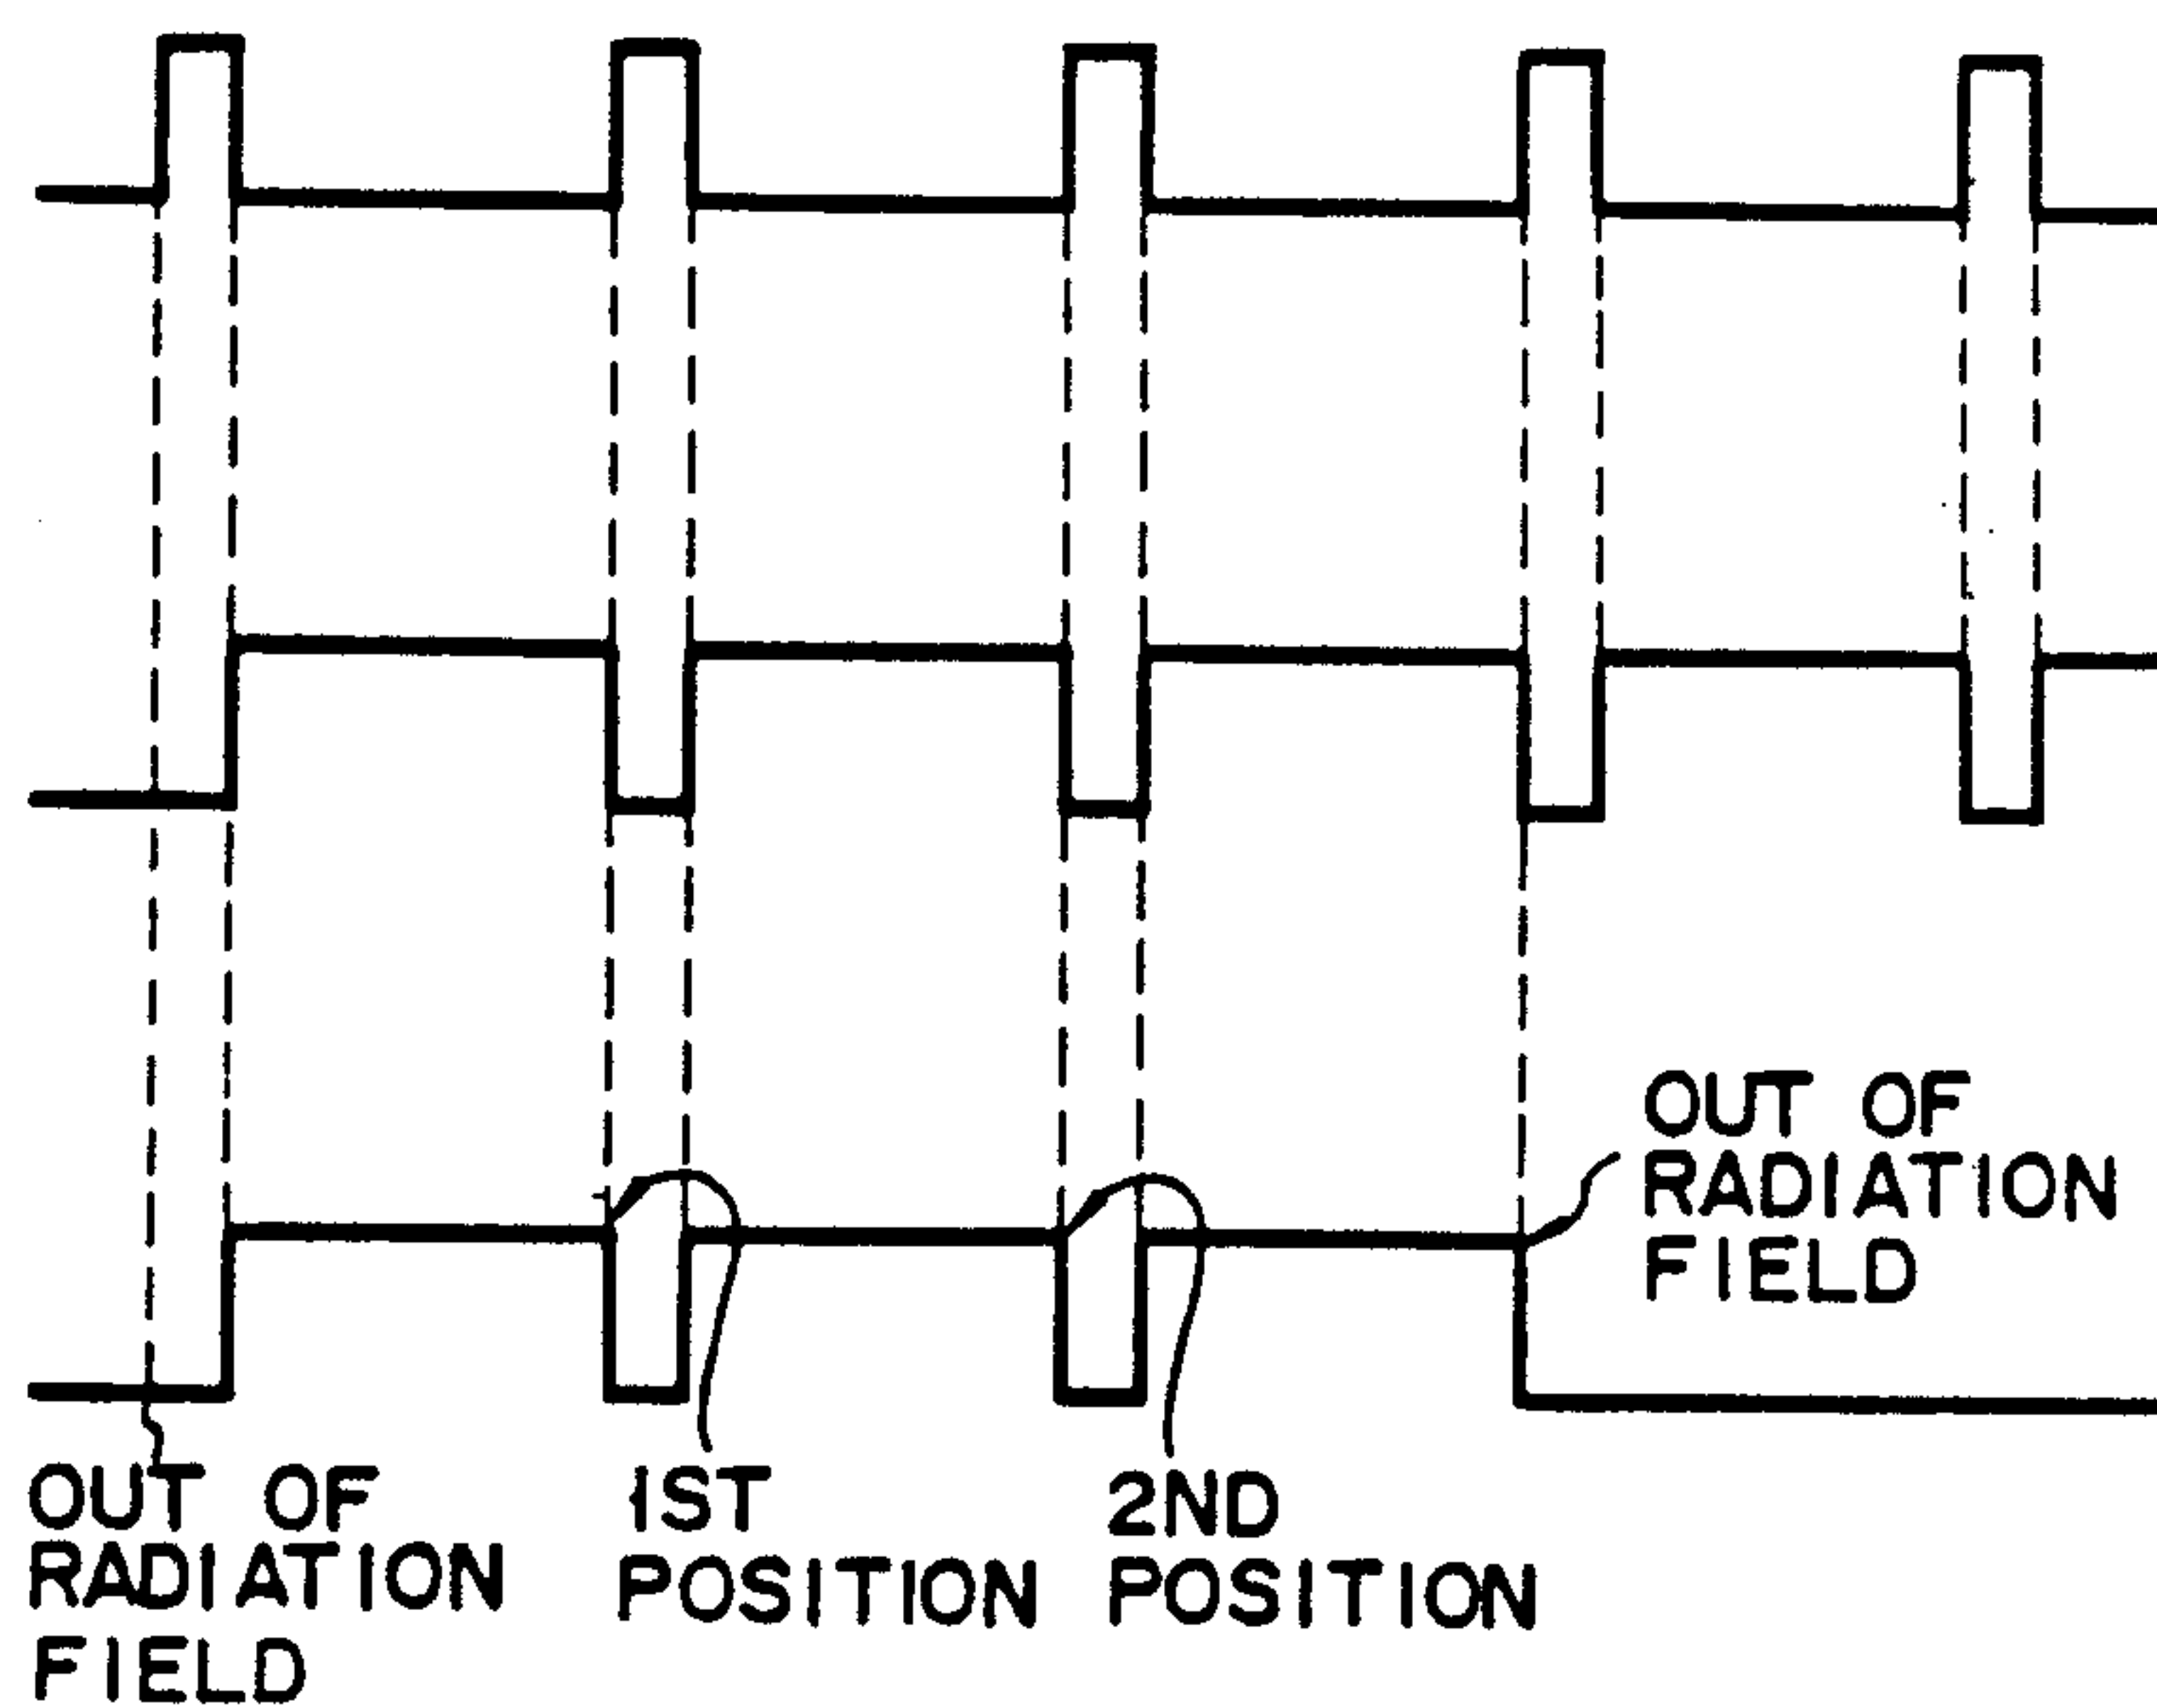 OUT OF
RADIATION
FIELD
OUT OF
RADIATION
FIELD
1ST
POSITION
2ND
POSITION